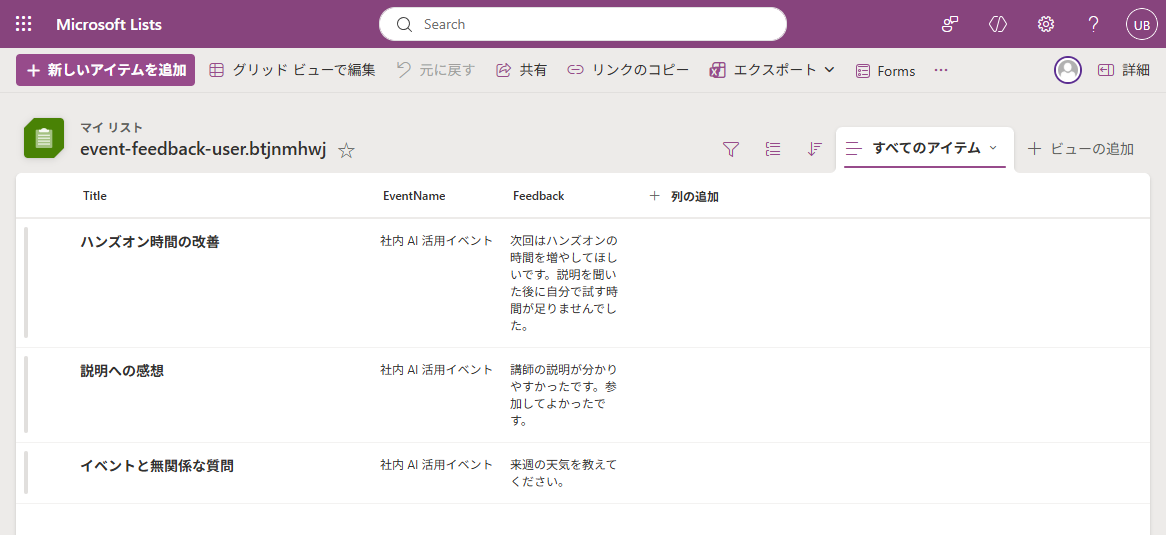 Microsoft Lists
Search
UB
新しいアイテムを追加
グリッド ビューで編集
元に戻す
共有
リンクのコピー
エクスポート
Forms
詳細
マイ リスト
event-feedback-user.btjnmhwj
すべてのアイテム
ビューの追加
Title
EventName
Feedback
列の追加
ハンズオン時間の改善
社内 AI 活用イベント
次回はハンズオンの
時間を増やしてほし
いです。説明を聞い
た後に自分で試す時
間が足りませんでし
た。
説明への感想
社内 AI 活用イベント
講師の説明が分かり
やすかったです。参
加してよかったで
す。
イベントと無関係な質問
社内 AI 活用イベント
来週の天気を教えて
ください。